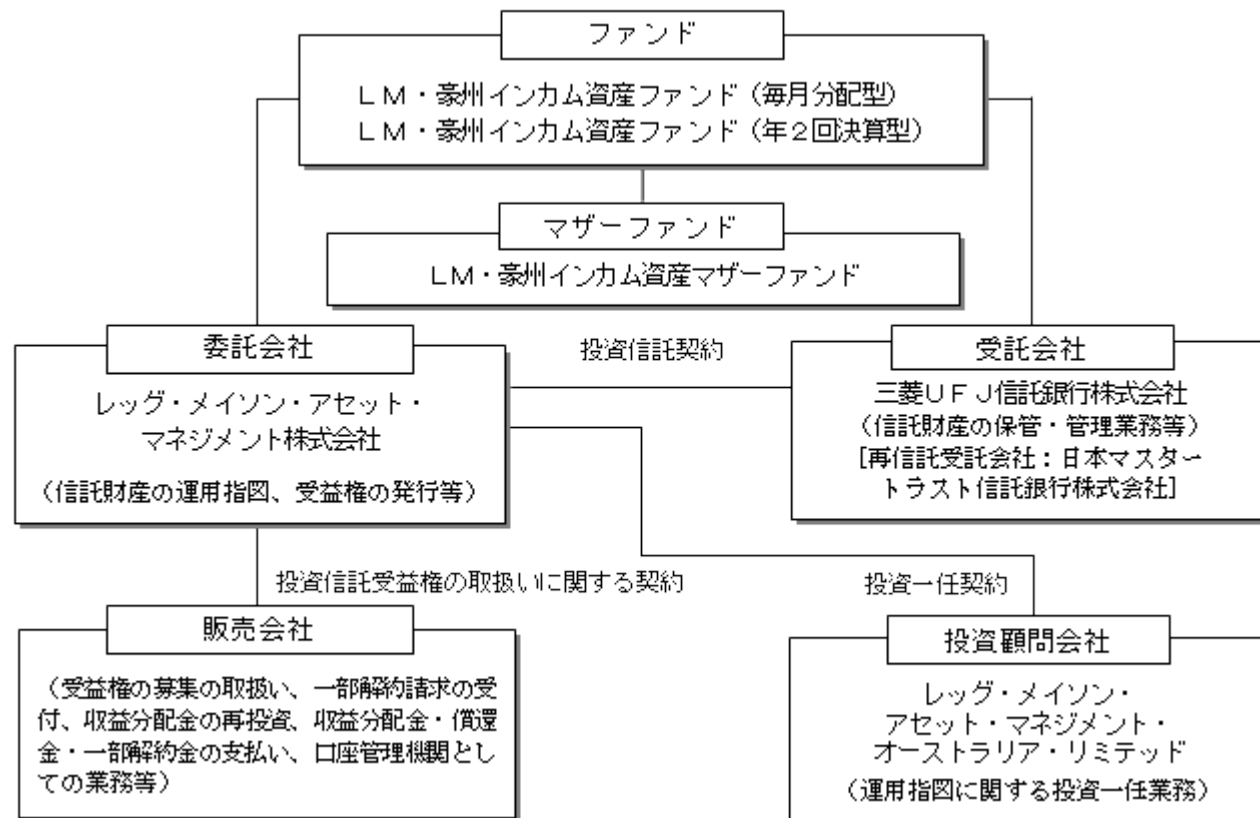 ファンド
ＬＭ・豪州インカム資産ファンド（毎月分配型）
ＬＭ・豪州インカム資産ファンド（年２回決算型）
マザーファンド
ＬＭ・豪州インカム資産マザーファンド
委託会社
レッグ・メイソン・アセット・
マネジメント株式会社
（信託財産の運用指図、受益権の発行等）
投資信託契約
受託会社
三菱ＵＦＪ信託銀行株式会社
（信託財産の保管・管理業務等）
[再信託受託会社：日本マスター
トラスト信託銀行株式会社]
投資信託受益権の取扱いに関する契約
投資一任契約
販売会社
（受益権の募集の取扱い、一部解約請求の受
付、収益分配金の再投資、収益分配金・償還
金・一部解約金の支払い、口座管理機関とし
ての業務等）
投資顧問会社
レッグ・メイソン・
アセット・マネジメント・
オーストラリア・リミテッド
（運用指図に関する投資一任業務）